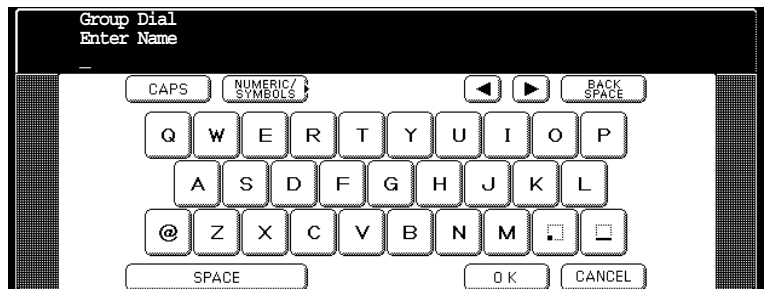 Group Dial
Enter Name
_
CAPS NUMERIC/ SYMBOLS ◀ ▶ BACK SPACE
Q W E R T Y U I O P
A S D F G H J K L
@ Z X C V B N M . _
SPACE OK CANCEL